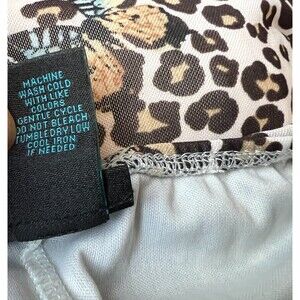 MACHINE
WASH COLD
WITH LIKE
COLORS
GENTLE CYCLE
DO NOT BLEACH
TUMBLE DRY LOW
COOL IRON
IF NEEDED